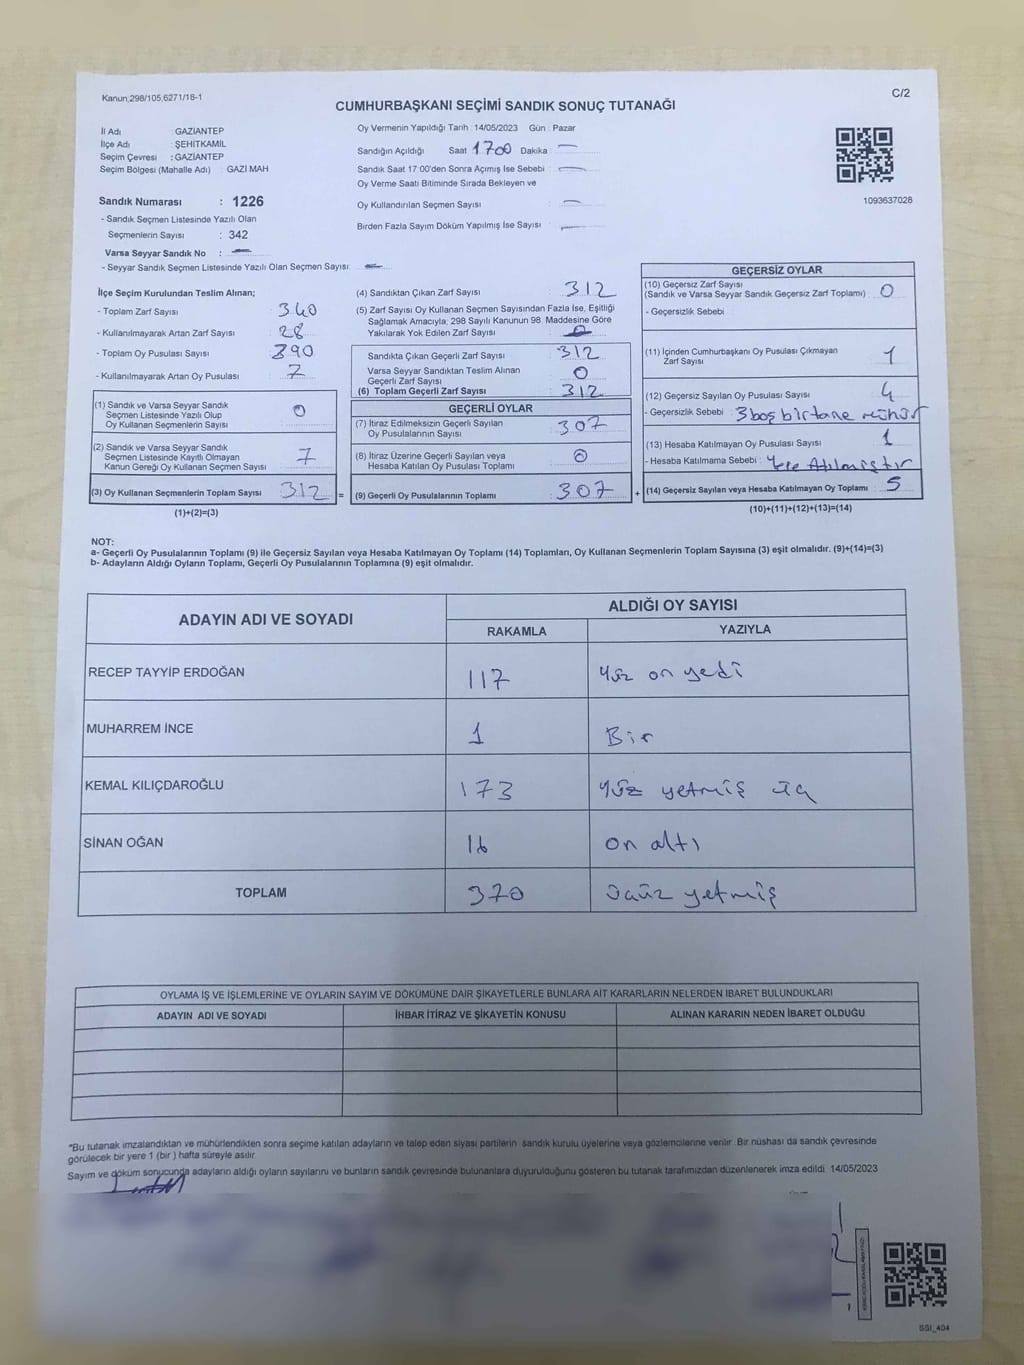 Kanun,298/105,6271/18-1
C/2
CUMHURBAŞKANI SEÇİMİ SANDIK SONUÇ TUTANAĞI
İl Adı : GAZİANTEP
İlçe Adı : ŞEHİTKAMİL
Seçim Çevresi : GAZİANTEP
Seçim Bölgesi (Mahalle Adı) : GAZI MAH
Sandık Numarası : 1226
- Sandık Seçmen Listesinde Yazılı Olan
Seçmenlerin Sayısı : 342
Varsa Seyyar Sandık No : —
- Seyyar Sandık Seçmen Listesinde Yazılı Olan Seçmen Sayısı: —
Oy Vermenin Yapıldığı Tarih : 14/05/2023 Gün : Pazar
Sandığın Açıldığı Saat 1700 Dakika : —
Sandık Saat 17:00'den Sonra Açımış İse Sebebi : —
Oy Verme Saati Bitiminde Sırada Bekleyen ve
Oy Kullandırılan Seçmen Sayısı : —
Birden Fazla Sayım Döküm Yapılmış İse Sayısı : —
1093637028
İlçe Seçim Kurulundan Teslim Alınan;
- Toplam Zarf Sayısı : 340
- Kullanılmayarak Artan Zarf Sayısı : 28
- Toplam Oy Pusulası Sayısı : 390
- Kullanılmayarak Artan Oy Pusulası : 7
(1) Sandık ve Varsa Seyyar Sandık
Seçmen Listesinde Yazılı Olup
Oy Kullanan Seçmenlerin Sayısı : 0
(2) Sandık ve Varsa Seyyar Sandık
Seçmen Listesinde Kayıtlı Olmayan
Kanun Gereği Oy Kullanan Seçmen Sayısı : 7
(3) Oy Kullanan Seçmenlerin Toplam Sayısı : 312 =
(1)+(2)=(3)
(4) Sandıktan Çıkan Zarf Sayısı : 312
(5) Zarf Sayısı Oy Kullanan Seçmen Sayısından Fazla İse, Eşitliği
Sağlamak Amacıyla; 298 Sayılı Kanunun 98. Maddesine Göre
Yakılarak Yok Edilen Zarf Sayısı : 0
Sandıkta Çıkan Geçerli Zarf Sayısı : 312
Varsa Seyyar Sandıktan Teslim Alınan
Geçerli Zarf Sayısı : 0
(6) Toplam Geçerli Zarf Sayısı : 312
GEÇERLİ OYLAR
(7) İtiraz Edilmeksizin Geçerli Sayılan
Oy Pusulalarının Sayısı : 307
(8) İtiraz Üzerine Geçerli Sayılan veya
Hesaba Katılan Oy Pusulası Toplamı : 0
(9) Geçerli Oy Pusulalarının Toplamı : 307 +
GEÇERSİZ OYLAR
(10) Geçersiz Zarf Sayısı
(Sandık ve Varsa Seyyar Sandık Geçersiz Zarf Toplamı) : 0
- Geçersizlik Sebebi :
(11) İçinden Cumhurbaşkanı Oy Pusulası Çıkmayan
Zarf Sayısı : 1
(12) Geçersiz Sayılan Oy Pusulası Sayısı : 4
- Geçersizlik Sebebi : 3 boş bir tane mühür
(13) Hesaba Katılmayan Oy Pusulası Sayısı : 1
- Hesaba Katılmama Sebebi : Yere Atılmıştır
(14) Geçersiz Sayılan veya Hesaba Katılmayan Oy Toplamı : 5
(10)+(11)+(12)+(13)=(14)
NOT:
a- Geçerli Oy Pusulalarının Toplamı (9) ile Geçersiz Sayılan veya Hesaba Katılmayan Oy Toplamı (14) Toplamları, Oy Kullanan Seçmenlerin Toplam Sayısına (3) eşit olmalıdır. (9)+(14)=(3)
b- Adayların Aldığı Oyların Toplamı, Geçerli Oy Pusulalarının Toplamına (9) eşit olmalıdır.
ADAYIN ADI VE SOYADI
ALDIĞI OY SAYISI
RAKAMLA YAZIYLA
RECEP TAYYİP ERDOĞAN 117 Yüz on yedi
MUHARREM İNCE 1 Bir
KEMAL KILIÇDAROĞLU 173 Yüz yetmiş üç
SİNAN OĞAN 16 On altı
TOPLAM 370 üçüz yetmiş
OYLAMA İŞ VE İŞLEMLERİNE VE OYLARIN SAYIM VE DÖKÜMÜNE DAİR ŞİKAYETLERLE BUNLARA AİT KARARLARIN NELERDEN İBARET BULUNDUKLARI
ADAYIN ADI VE SOYADI İHBAR İTİRAZ VE ŞİKAYETİN KONUSU ALINAN KARARIN NEDEN İBARET OLDUĞU
*Bu tutanak imzalandıktan ve mühürlendikten sonra seçime katılan adayların ve talep eden siyasi partilerin sandık kurulu üyelerine veya gözlemcilerine verilir. Bir nüshası da sandık çevresinde
görülecek bir yere 1 (bir ) hafta süreyle asılır.
Sayım ve döküm sonucunda adayların aldığı oyların sayılarını ve bunların sandık çevresinde bulunanlara duyurulduğunu gösteren bu tutanak tarafımızdan düzenlenerek imza edildi. 14/05/2023
SSI_404